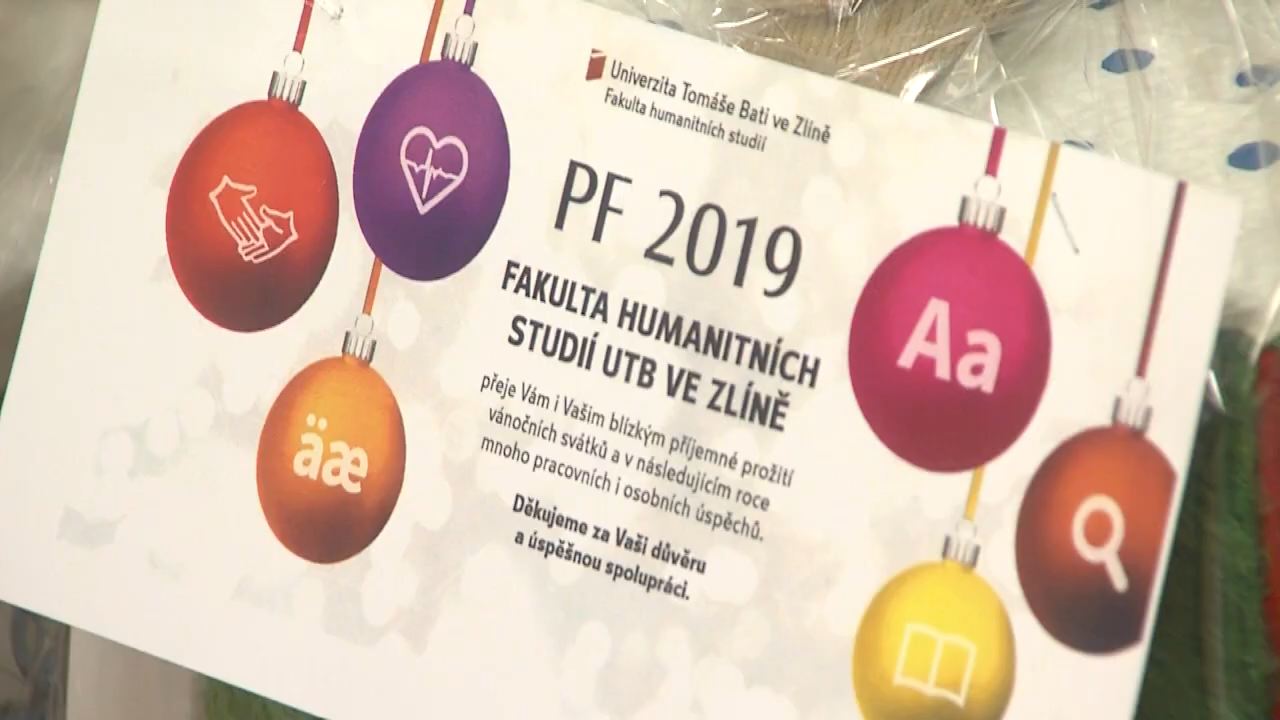 Univerzita Tomáše Bati ve Zlíně
Fakulta humanitních studií
PF 2019
FAKULTA HUMANITNÍCH
STUDIÍ UTB VE ZLÍNĚ
přeje Vám i Vašim blízkým příjemné prožití
vánočních svátků a v následujícím roce
mnoho pracovních i osobních úspěchů.
Děkujeme za Vaši důvěru
a úspěšnou spolupráci.
äæ
Aa